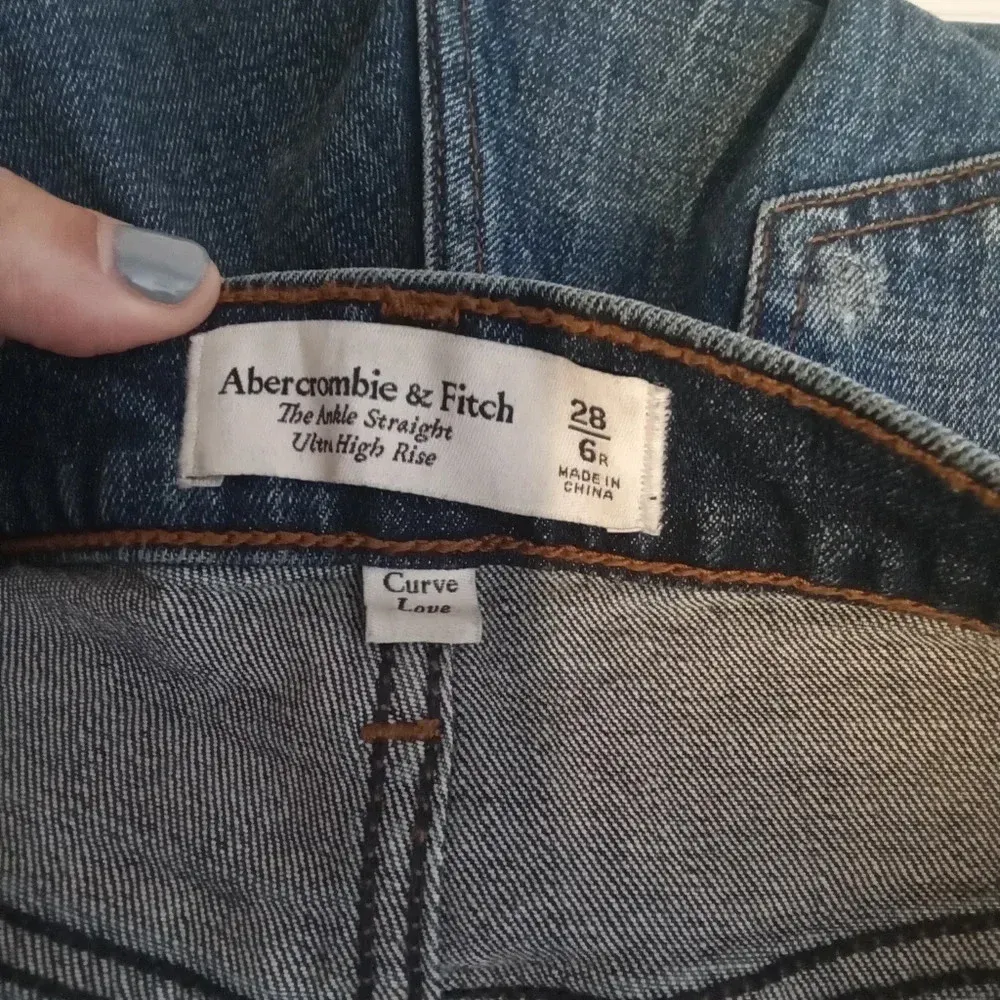 Abercrombie & Fitch
The Ankle Straight
Ultra High Rise
28
6R
MADE IN
CHINA
Curve
Love